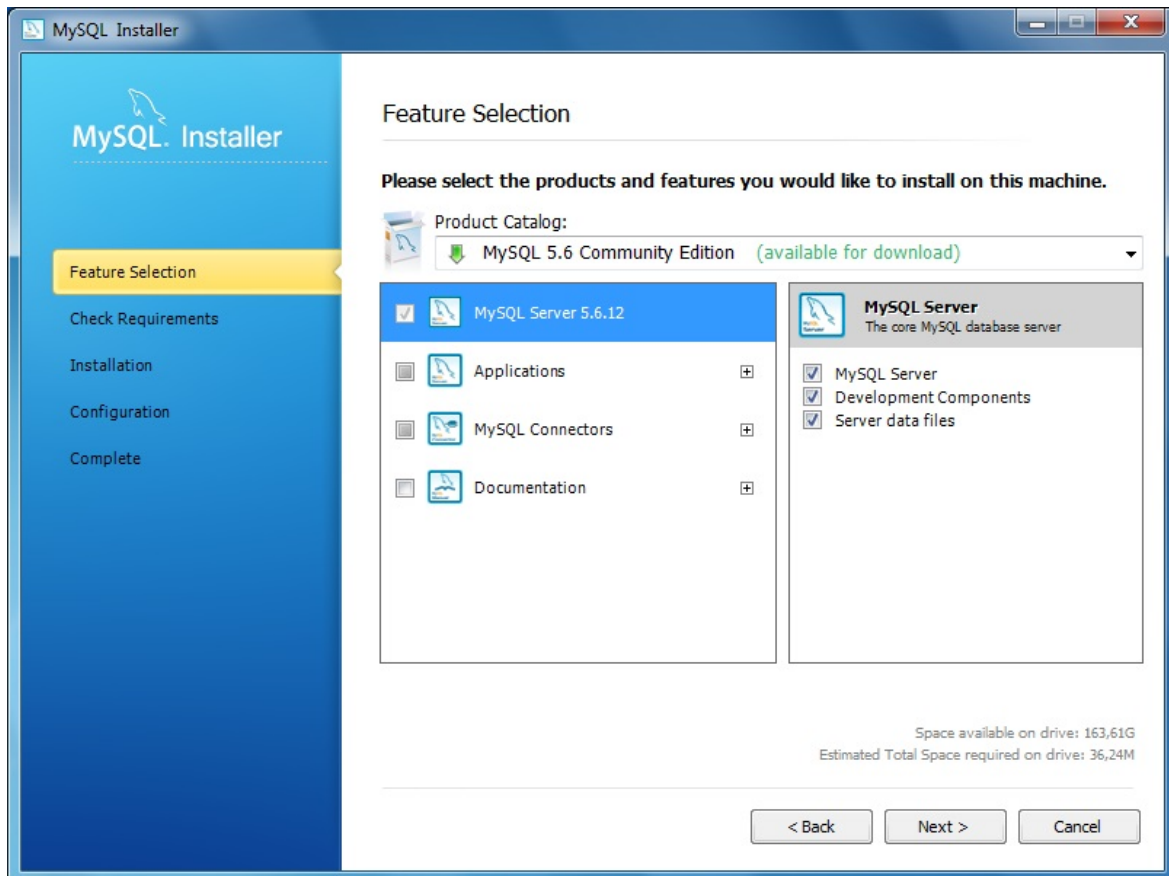 MySQL Installer
MySQL. Installer
Feature Selection
Check Requirements
Installation
Configuration
Complete
Feature Selection
Please select the products and features you would like to install on this machine.
Product Catalog:
MySQL 5.6 Community Edition (available for download)
MySQL Server 5.6.12
Applications
MySQL Connectors
Documentation
MySQL Server
The core MySQL database server
MySQL Server
Development Components
Server data files
Space available on drive: 163,61G
Estimated Total Space required on drive: 36,24M
< Back
Next >
Cancel